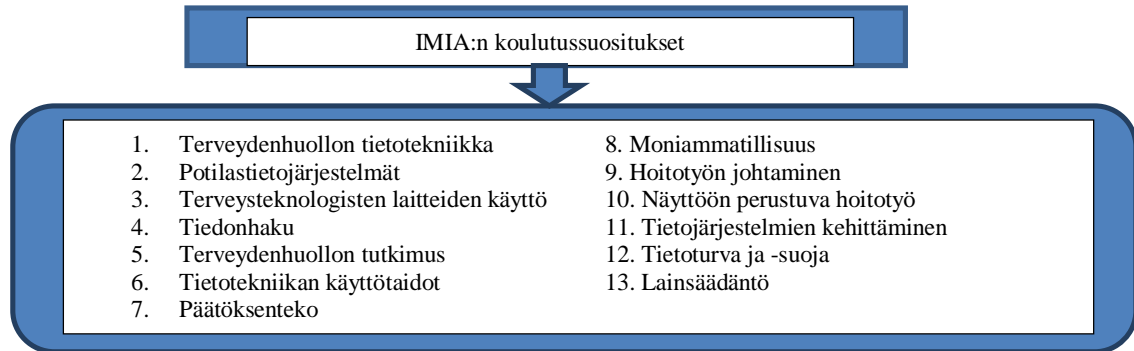 IMIA:n koulutussuositukset
1. Terveydenhuollon tietotekniikka
2. Potilastietojärjestelmät
3. Terveysteknologisten laitteiden käyttö
4. Tiedonhaku
5. Terveydenhuollon tutkimus
6. Tietotekniikan käyttötaidot
7. Päätöksenteko
8. Moniammatillisuus
9. Hoitotyön johtaminen
10. Näyttöön perustuva hoitotyö
11. Tietojärjestelmien kehittäminen
12. Tietoturva ja -suoja
13. Lainsäädäntö